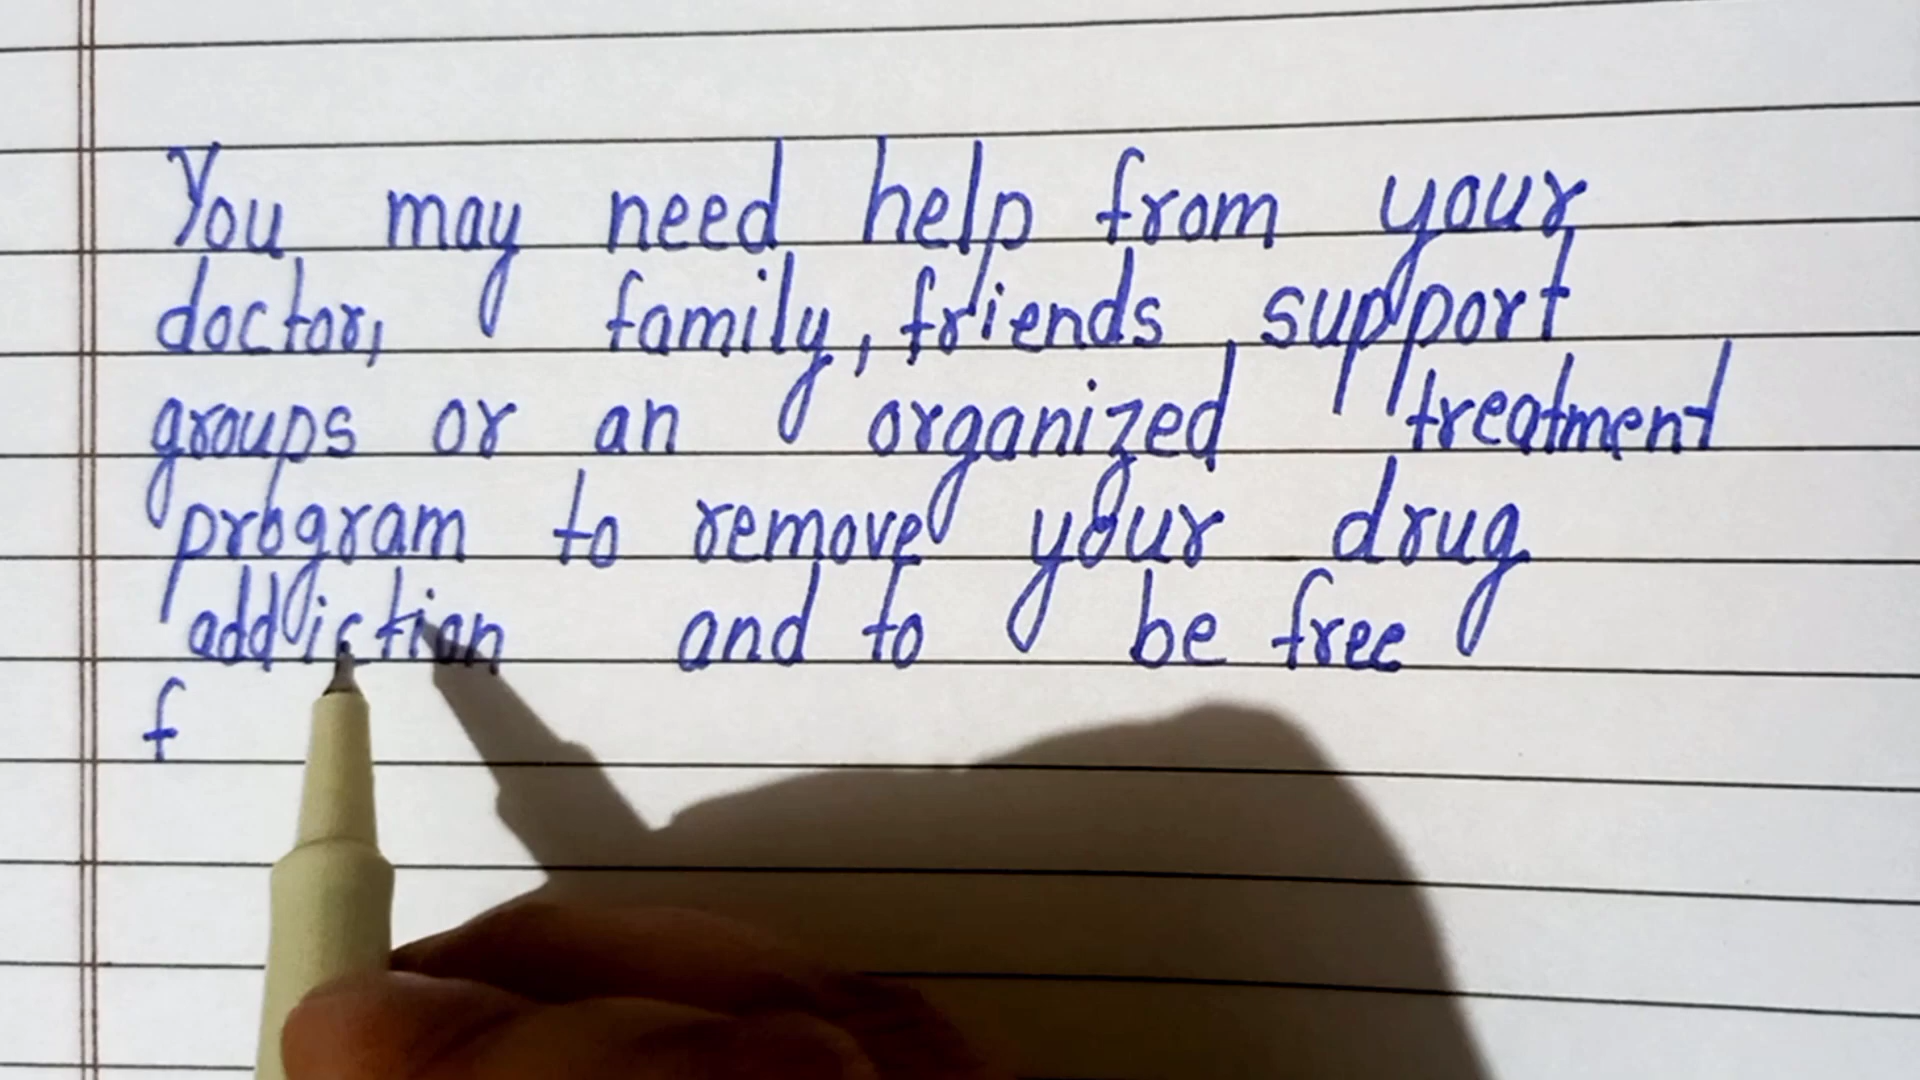 You may need help from your
doctor, family, friends, support
groups or an organized treatment
program to remove your drug
addiction and to be free
f